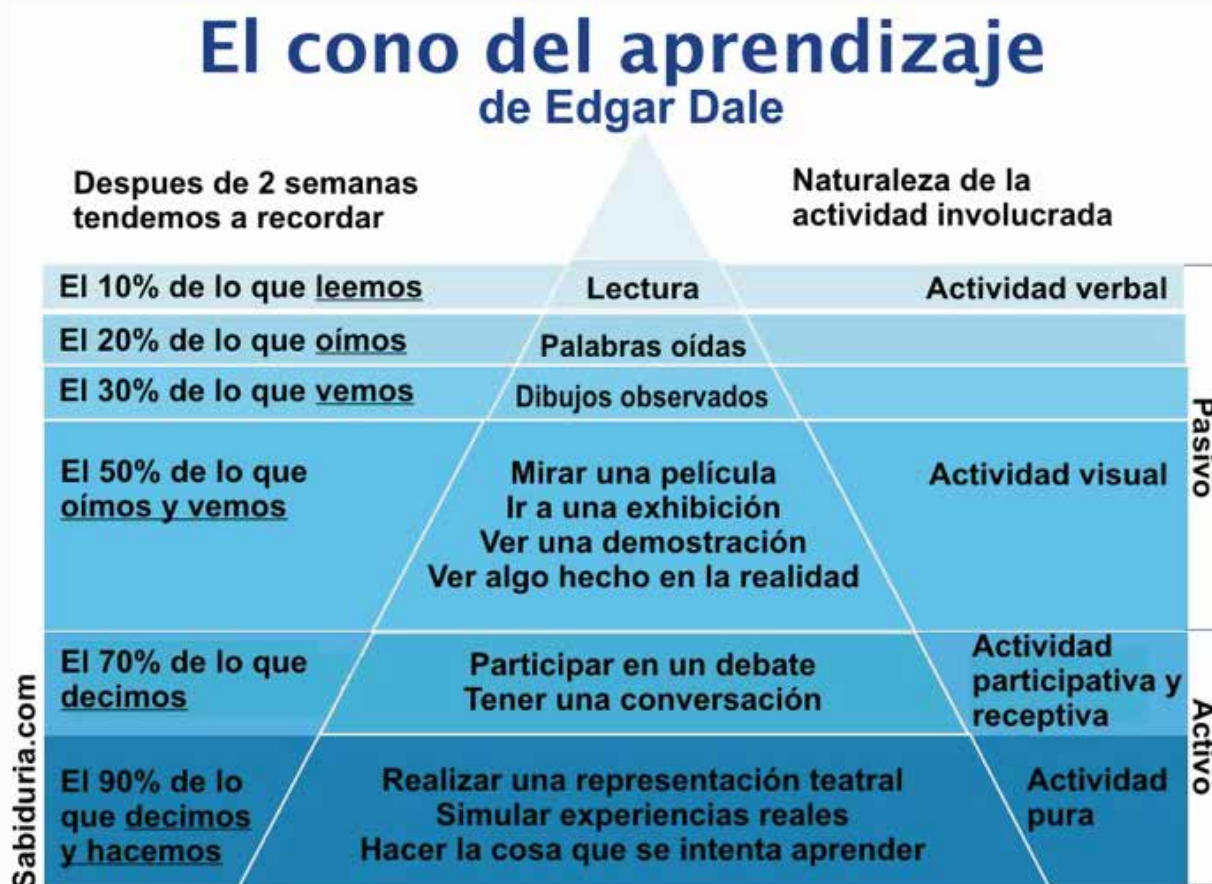 El cono del aprendizaje
de Edgar Dale
Despues de 2 semanas
tendemos a recordar
Naturaleza de la
actividad involucrada
El 10% de lo que leemos
Lectura
Actividad verbal
El 20% de lo que oímos
Palabras oídas
El 30% de lo que vemos
Dibujos observados
El 50% de lo que
oímos y vemos
Mirar una película
Ir a una exhibición
Ver una demostración
Ver algo hecho en la realidad
Actividad visual
Pasivo
El 70% de lo que
decimos
Participar en un debate
Tener una conversación
Actividad
participativa y
receptiva
El 90% de lo
que decimos
y hacemos
Realizar una representación teatral
Simular experiencias reales
Hacer la cosa que se intenta aprender
Actividad
pura
Activo
Sabiduria.com